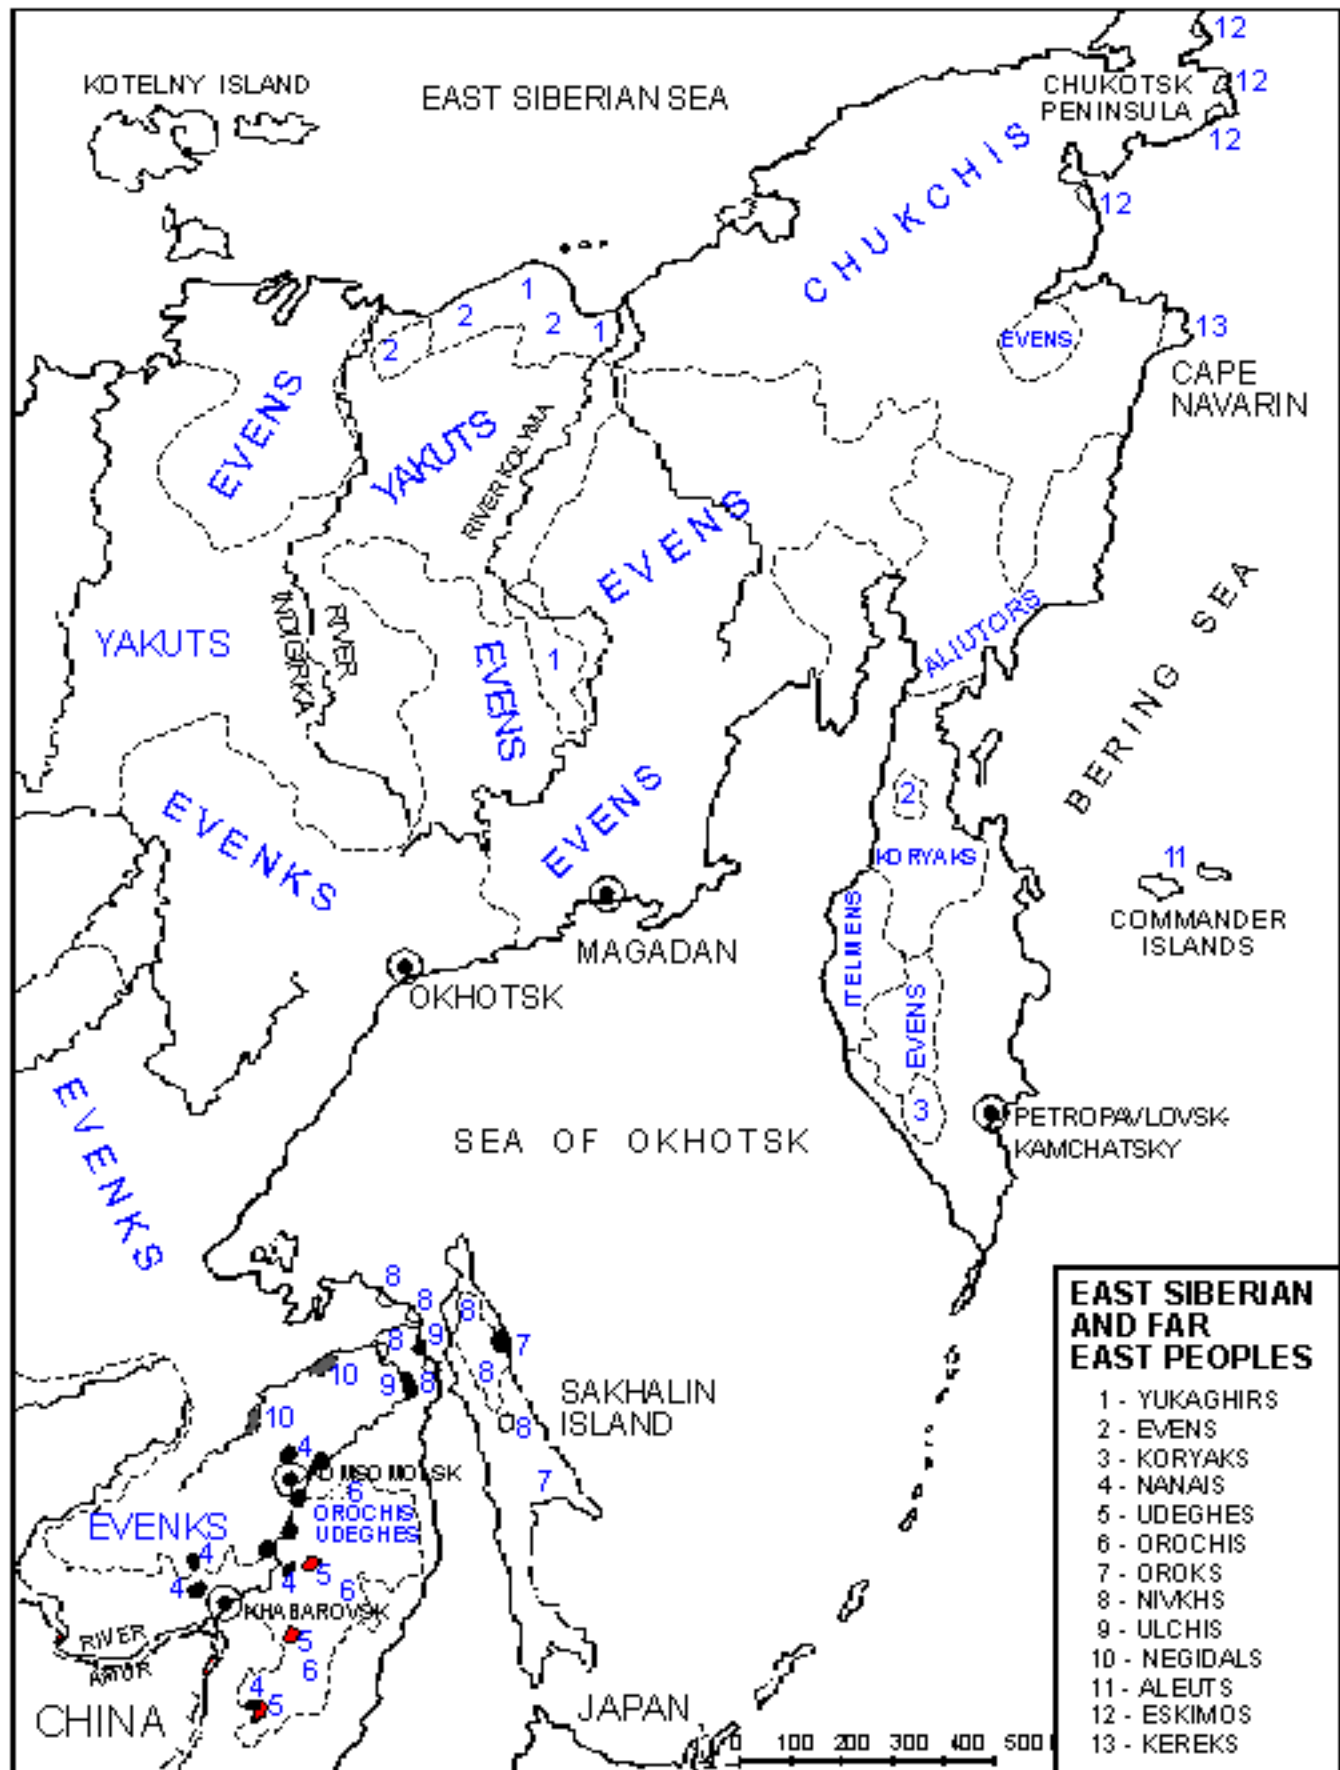 KOTELNY ISLAND
EAST SIBERIAN SEA
12
CHUKOTSK
PENINSULA
12
12
12
CHUKCHIS
1
2
2
1
2
EVENS
13
CAPE
NAVARIN
EVENS
YAKUTS
RIVER KOLYMA
EVENS
YAKUTS
RIVER
INDIGIRKA
EVENS
1
ALIUTORS
BERING SEA
EVENKS
EVENS
2
KORYAKS
11
COMMANDER
ISLANDS
ITELMENS
MAGADAN
OKHOTSK
EVENS
3
EVENKS
SEA OF OKHOTSK
PETROPAVLOVSK-
KAMCHATSKY
8
8
8
9
8
7
10
9
8
8
SAKHALIN
ISLAND
10
8
4
7
6
OROCHIS
UDEGHES
EVENKS
4
4
4
5
6
KHABAROVSK
RIVER
AMUR
5
6
4
5
CHINA
JAPAN
0 100 200 300 400 500
EAST SIBERIAN
AND FAR
EAST PEOPLES
1 - YUKAGHIRS
2 - EVENS
3 - KORYAKS
4 - NANAIS
5 - UDEGHES
6 - OROCHIS
7 - OROKS
8 - NIVKHS
9 - ULCHIS
10 - NEGIDALS
11 - ALEUTS
12 - ESKIMOS
13 - KEREKS